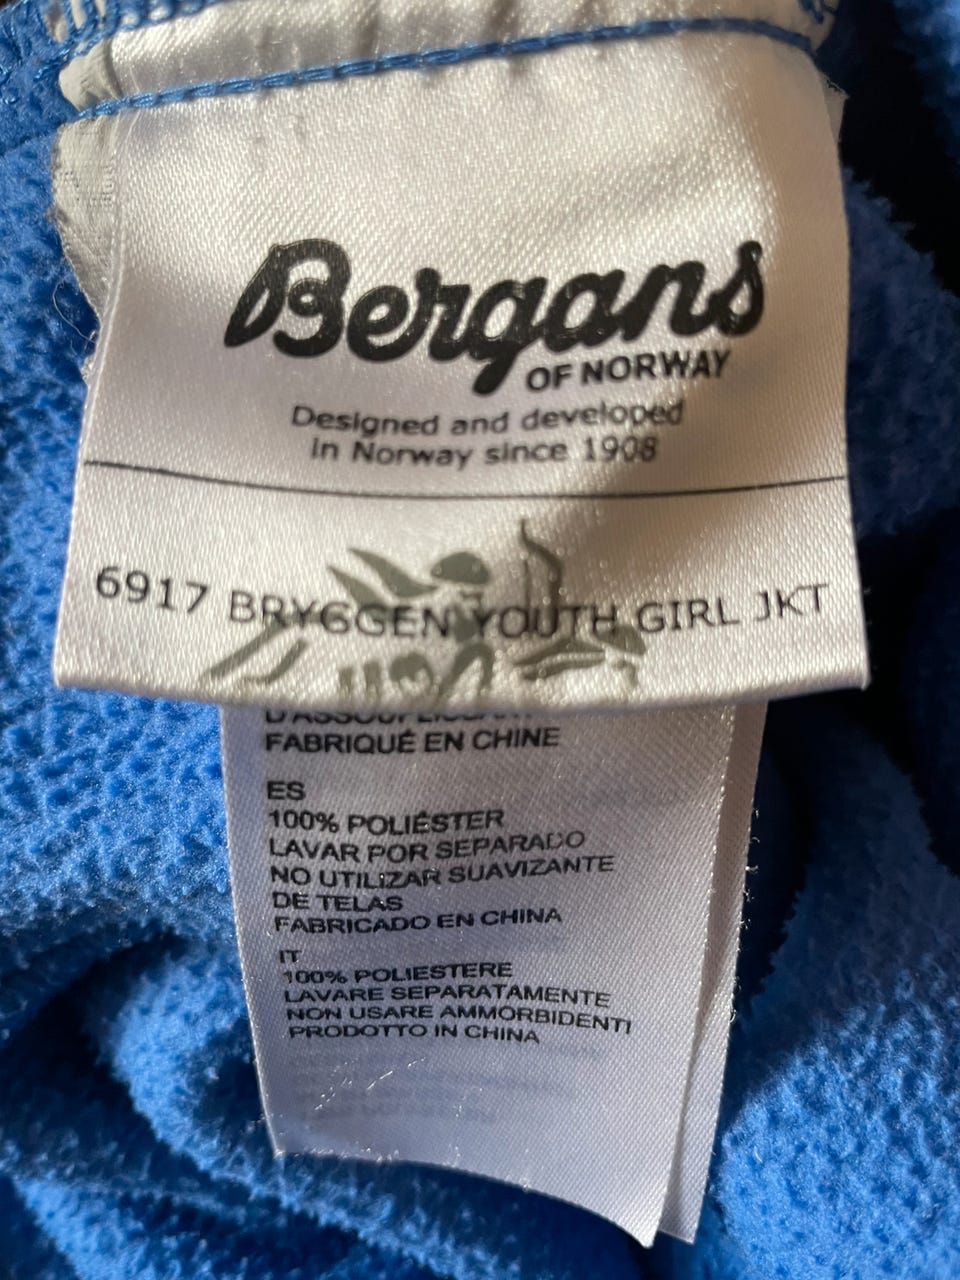 Bergans
OF NORWAY
Designed and developed
in Norway since 1908
6917 BRYGGEN YOUTH GIRL JKT
FABRIQUÉ EN CHINE
ES
100% POLIÉSTER
LAVAR POR SEPARADO
NO UTILIZAR SUAVIZANTE
DE TELAS
FABRICADO EN CHINA
IT
100% POLIESTERE
LAVARE SEPARATAMENTE
NON USARE AMMORBIDENTI
PRODOTTO IN CHINA